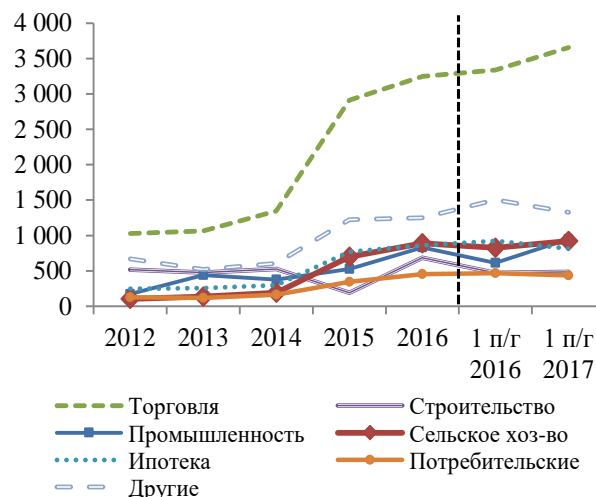 4 000
3 500
3 000
2 500
2 000
1 500
1 000
500
0
2012 2013 2014 2015 2016 1 п/г 1 п/г
2016 2017
Торговля Строительство
Промышленность Сельское хоз-во
Ипотека Потребительские
Другие